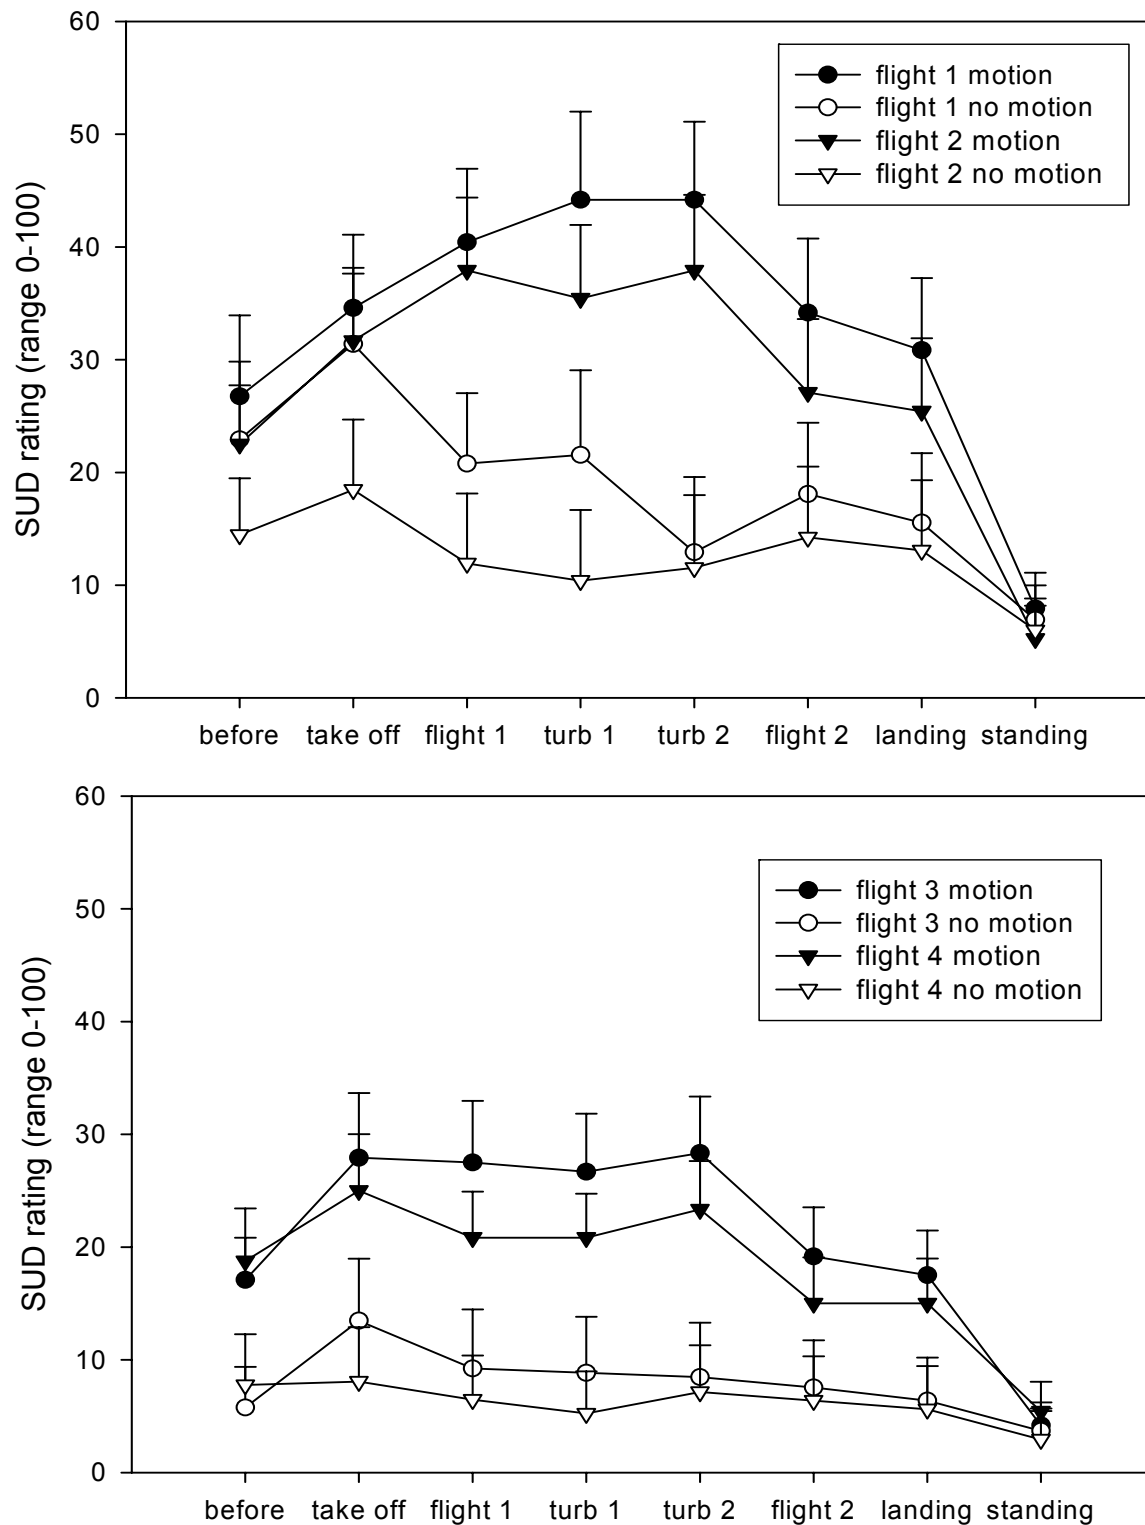 60
50
40
30
20
10
0
SUD rating (range 0-100)
flight 1 motion
flight 1 no motion
flight 2 motion
flight 2 no motion
before take off flight 1 turb 1 turb 2 flight 2 landing standing
60
50
40
30
20
10
0
SUD rating (range 0-100)
flight 3 motion
flight 3 no motion
flight 4 motion
flight 4 no motion
before take off flight 1 turb 1 turb 2 flight 2 landing standing